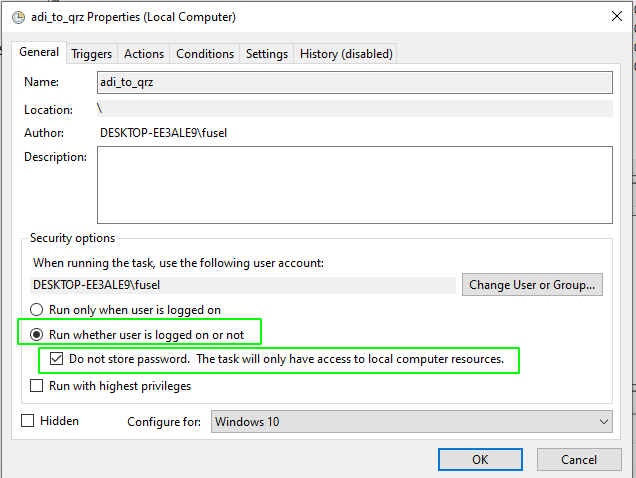 adi_to_qrz Properties (Local Computer)
General Triggers Actions Conditions Settings History (disabled)
Name: adi_to_qrz
Location: \
Author: DESKTOP-EE3ALE9\fusel
Description:
Security options
When running the task, use the following user account:
DESKTOP-EE3ALE9\fusel Change User or Group...
Run only when user is logged on
Run whether user is logged on or not
Do not store password. The task will only have access to local computer resources.
Run with highest privileges
Hidden Configure for: Windows 10
OK Cancel